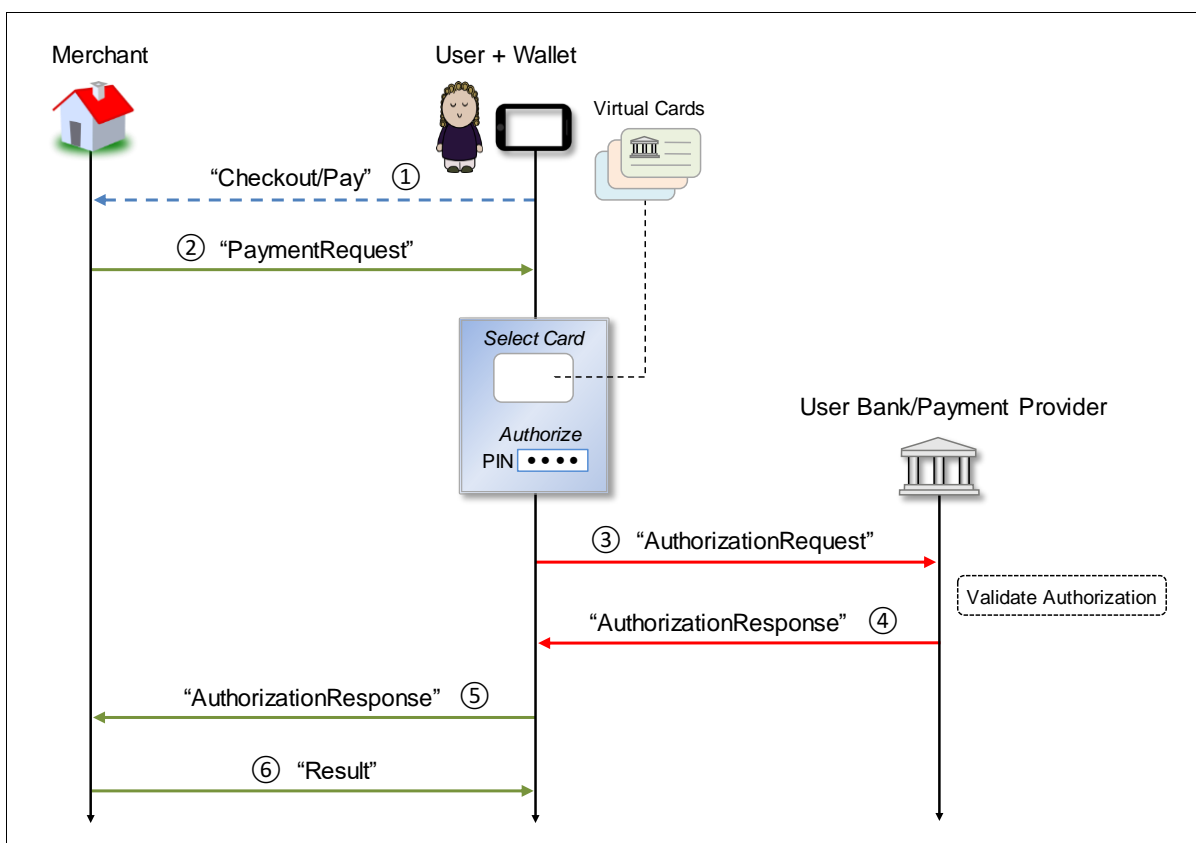 Merchant
User + Wallet
Virtual Cards
“Checkout/Pay” ①
② “PaymentRequest”
Select Card
Authorize
PIN ● ● ● ●
User Bank/Payment Provider
③ “AuthorizationRequest”
Validate Authorization
“AuthorizationResponse” ④
“AuthorizationResponse” ⑤
⑥ “Result”